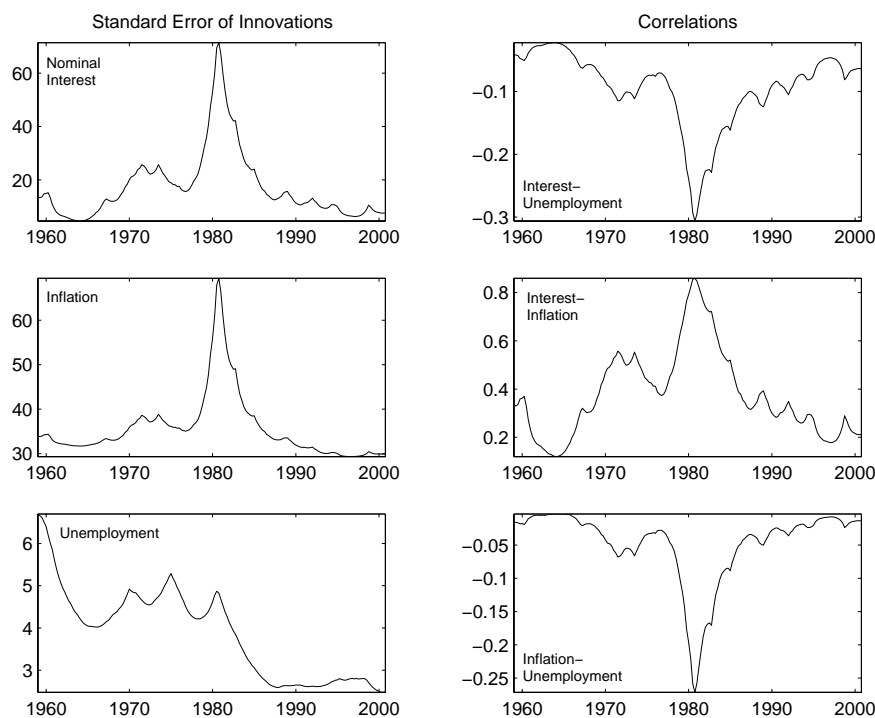 Standard Error of Innovations
Nominal
Interest
60
40
20
1960 1970 1980 1990 2000
Inflation
60
50
40
30
1960 1970 1980 1990 2000
Unemployment
6
5
4
3
1960 1970 1980 1990 2000
Correlations
−0.1
−0.2
−0.3
Interest−
Unemployment
1960 1970 1980 1990 2000
Interest−
Inflation
0.8
0.6
0.4
0.2
1960 1970 1980 1990 2000
−0.05
−0.1
−0.15
−0.2
−0.25
Inflation−
Unemployment
1960 1970 1980 1990 2000